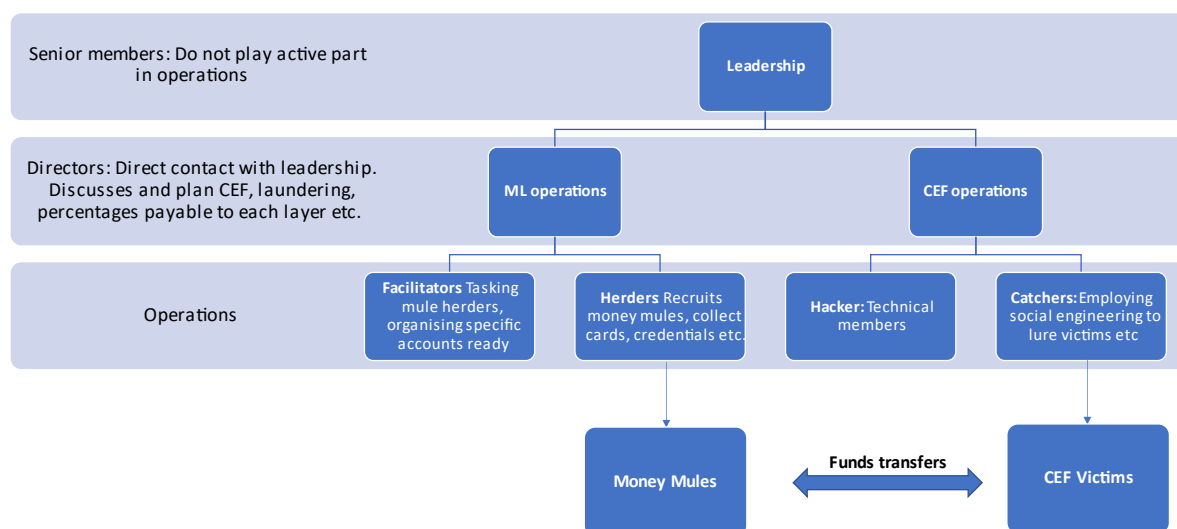 Senior members: Do not play active part
in operations
Leadership
Directors: Direct contact with leadership.
Discusses and plan CEF, laundering,
percentages payable to each layer etc.
ML operations
CEF operations
Operations
Facilitators Tasking
mule herders,
organising specific
accounts ready
Herders Recruits
money mules, collect
cards, credentials etc.
Hacker: Technical
members
Catchers: Employing
social engineering to
lure victims etc
Money Mules
Funds transfers
CEF Victims